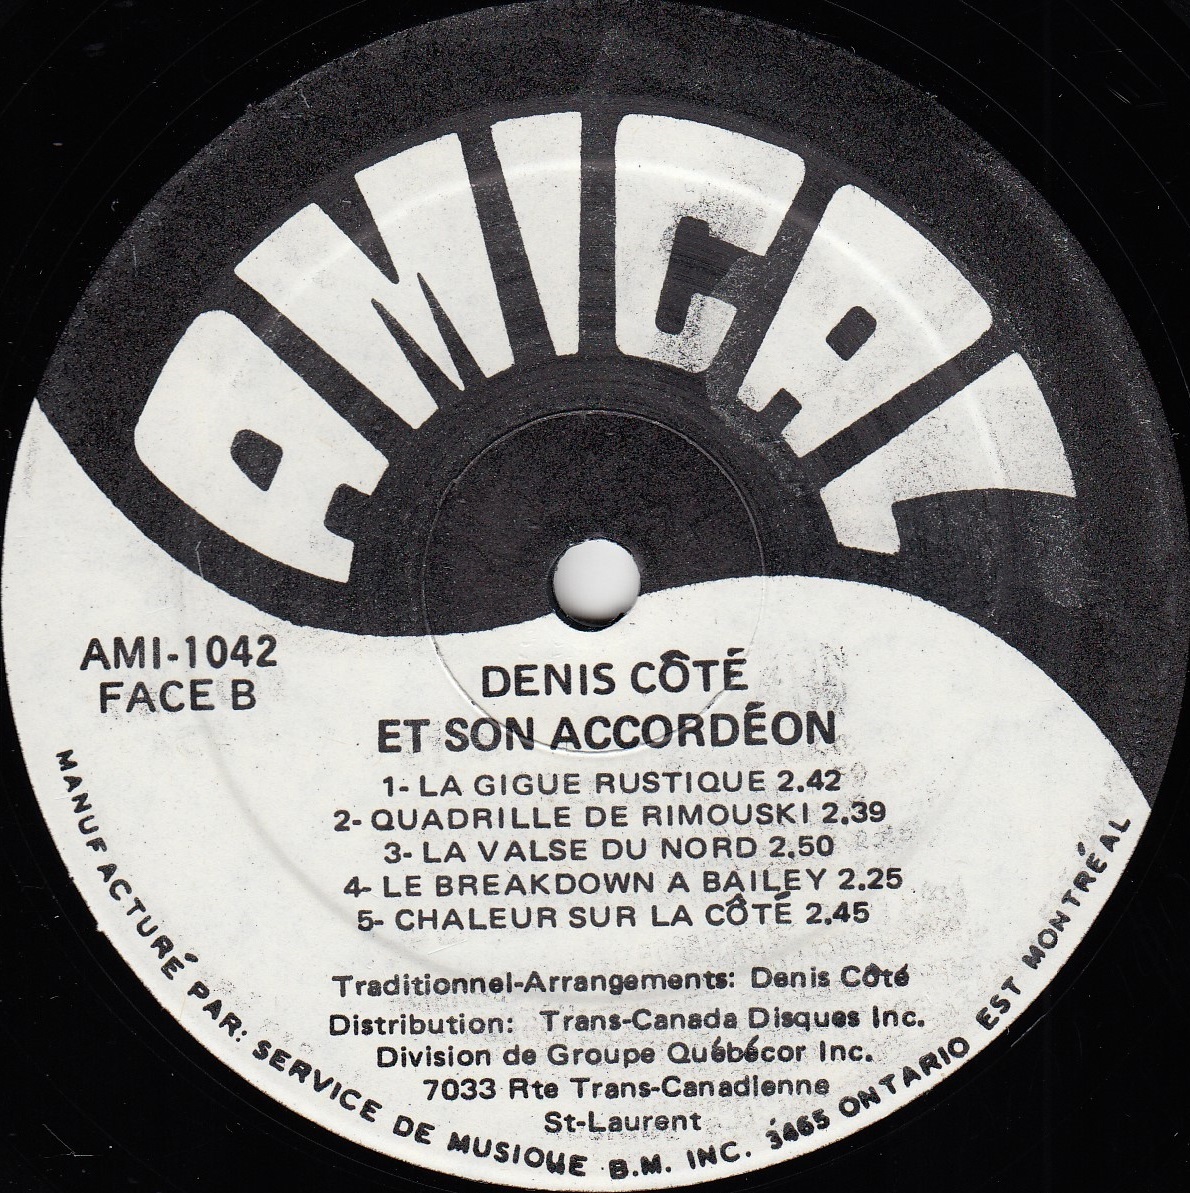 AMICAL
AMI-1042
FACE B
DENIS CÔTÉ
ET SON ACCORDÉON
1- LA GIGUE RUSTIQUE 2.42
2- QUADRILLE DE RIMOUSKI 2.39
3- LA VALSE DU NORD 2.50
4- LE BREAKDOWN A BAILEY 2.25
5- CHALEUR SUR LA CÔTÉ 2.45
Traditionnel-Arrangements: Denis Côté
Distribution: Trans-Canada Disques Inc.
Division de Groupe Québécor Inc.
7033 Rte Trans-Canadienne
St-Laurent
MANUFACTURÉ PAR: SERVICE DE MUSIQUE B.M. INC. 3465 ONTARIO EST MONTRÉAL